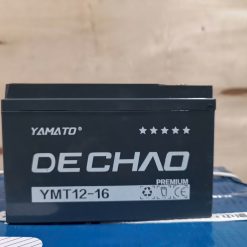 YAMATO®
★★★★★
DE CHAO
PREMIUM
YMT12-16